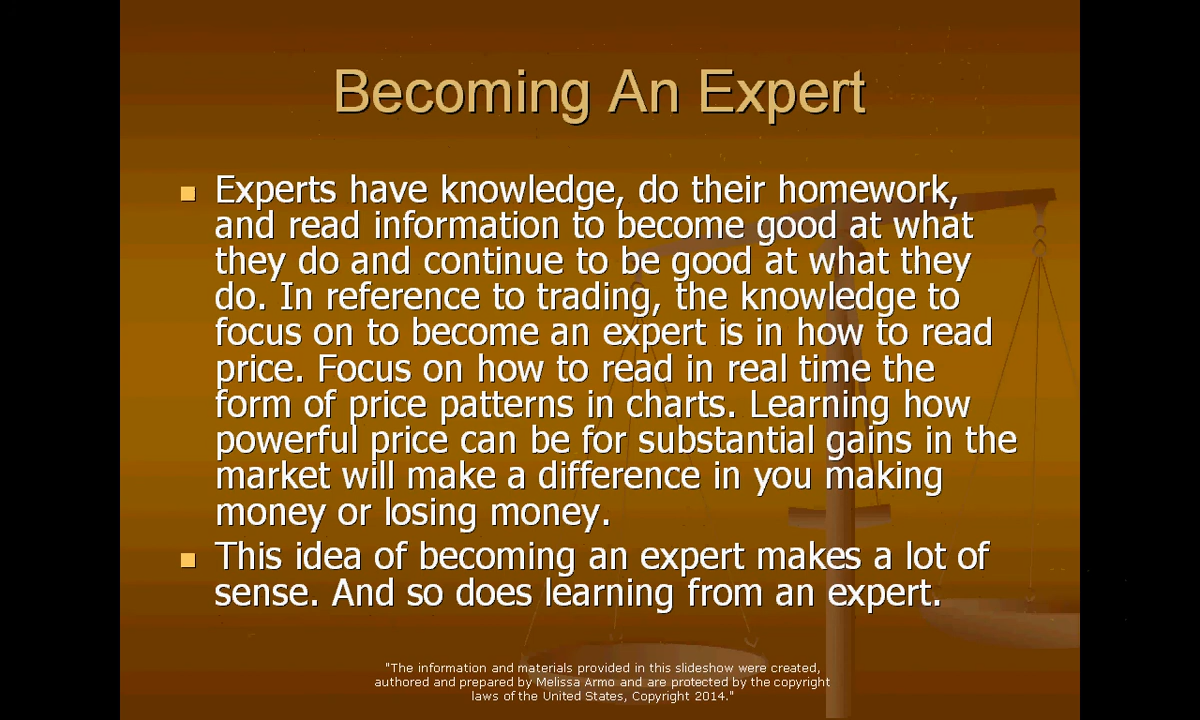 Becoming An Expert
Experts have knowledge, do their homework,
and read information to become good at what
they do and continue to be good at what they
do. In reference to trading, the knowledge to
focus on to become an expert is in how to read
price. Focus on how to read in real time the
form of price patterns in charts. Learning how
powerful price can be for substantial gains in the
market will make a difference in you making
money or losing money.
This idea of becoming an expert makes a lot of
sense. And so does learning from an expert.
"The information and materials provided in this slideshow were created,
authored and prepared by Melissa Armo and are protected by the copyright
laws of the United States, Copyright 2014."